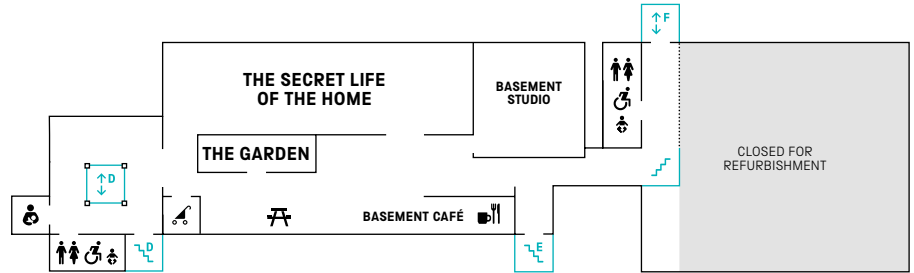 F
THE SECRET LIFE
OF THE HOME
BASEMENT
STUDIO
THE GARDEN
CLOSED FOR
REFURBISHMENT
D
BASEMENT CAFÉ
D
E